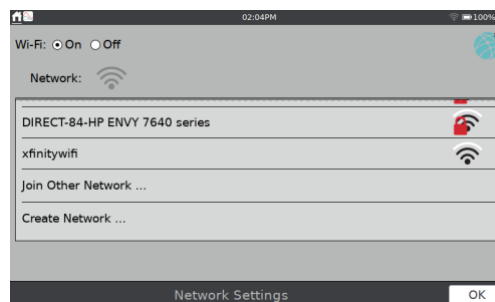 02:04PM
100%
Wi-Fi: On Off
Network:
DIRECT-84-HP ENVY 7640 series
xfinitywifi
Join Other Network ...
Create Network ...
Network Settings
OK